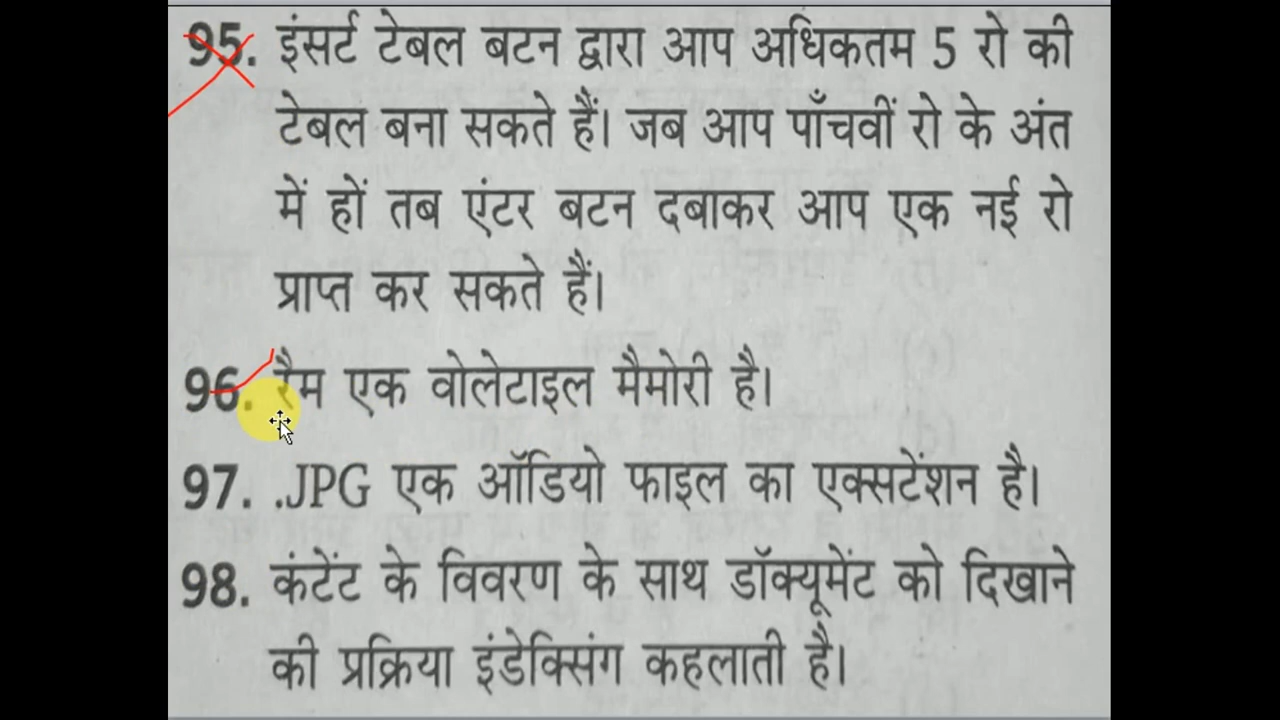 95. इंसर्ट टेबल बटन द्वारा आप अधिकतम 5 रो की
टेबल बना सकते हैं। जब आप पाँचवीं रो के अंत
में हों तब एंटर बटन दबाकर आप एक नई रो
प्राप्त कर सकते हैं।
96. रैम एक वोलेटाइल मैमोरी है।
97. .JPG एक ऑडियो फाइल का एक्सटेंशन है।
98. कंटेंट के विवरण के साथ डॉक्यूमेंट को दिखाने
की प्रक्रिया इंडेक्सिंग कहलाती है।